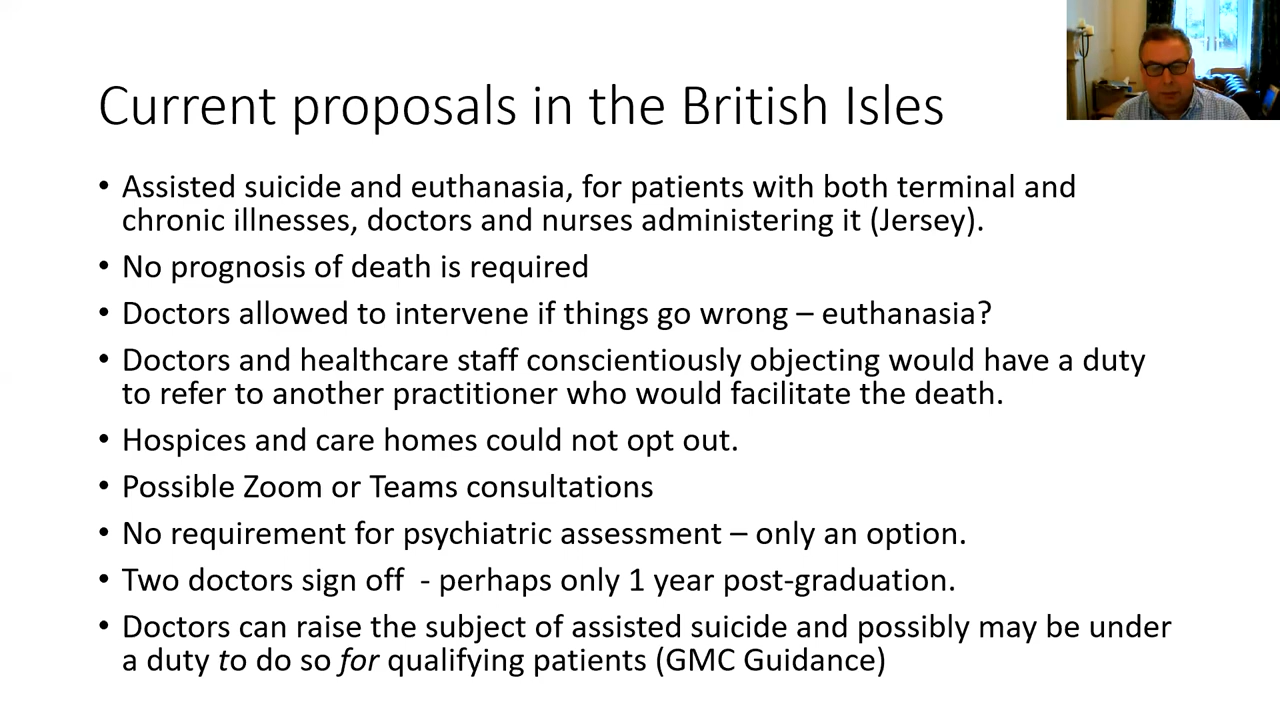 Current proposals in the British Isles
• Assisted suicide and euthanasia, for patients with both terminal and
chronic illnesses, doctors and nurses administering it (Jersey).
• No prognosis of death is required
• Doctors allowed to intervene if things go wrong – euthanasia?
• Doctors and healthcare staff conscientiously objecting would have a duty
to refer to another practitioner who would facilitate the death.
• Hospices and care homes could not opt out.
• Possible Zoom or Teams consultations
• No requirement for psychiatric assessment – only an option.
• Two doctors sign off  - perhaps only 1 year post-graduation.
• Doctors can raise the subject of assisted suicide and possibly may be under
a duty to do so for qualifying patients (GMC Guidance)